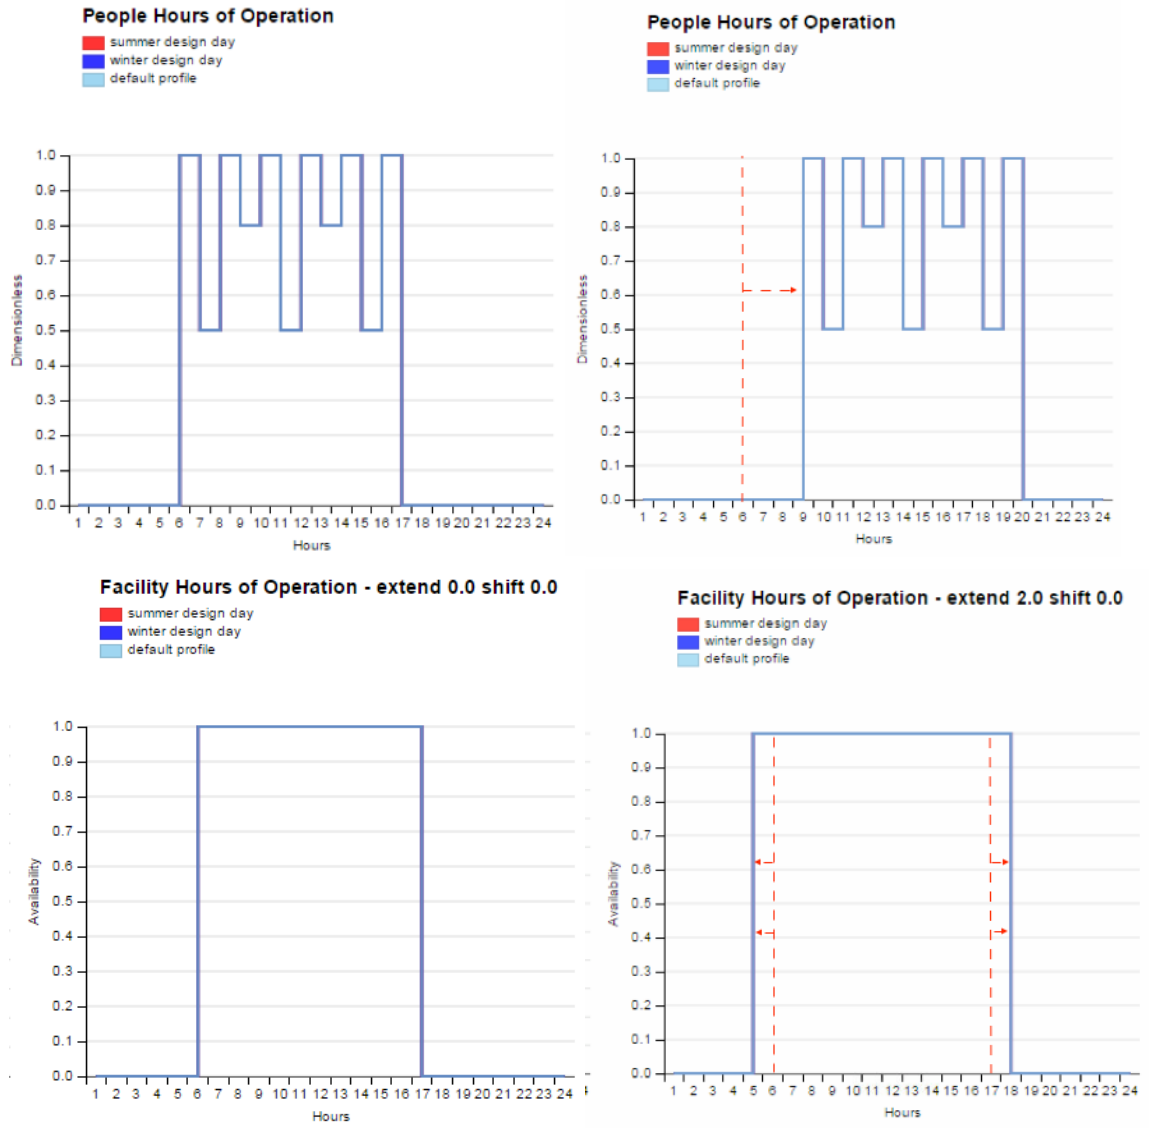 People Hours of Operation
summer design day
winter design day
default profile
1.0
0.9
0.8
0.7
0.6
0.5
0.4
0.3
0.2
0.1
0.0
Dimensionless
1 2 3 4 5 6 7 8 9 10 11 12 13 14 15 16 17 18 19 20 21 22 23 24
Hours
People Hours of Operation
summer design day
winter design day
default profile
1.0
0.9
0.8
0.7
0.6
0.5
0.4
0.3
0.2
0.1
0.0
Dimensionless
1 2 3 4 5 6 7 8 9 10 11 12 13 14 15 16 17 18 19 20 21 22 23 24
Hours
Facility Hours of Operation - extend 0.0 shift 0.0
summer design day
winter design day
default profile
1.0
0.9
0.8
0.7
0.6
0.5
0.4
0.3
0.2
0.1
0.0
Availability
1 2 3 4 5 6 7 8 9 10 11 12 13 14 15 16 17 18 19 20 21 22 23 24
Hours
4
Facility Hours of Operation - extend 2.0 shift 0.0
summer design day
winter design day
default profile
1.0
0.9
0.8
0.7
0.6
0.5
0.4
0.3
0.2
0.1
0.0
Availability
1 2 3 4 5 6 7 8 9 10 11 12 13 14 15 16 17 18 19 20 21 22 23 24
Hours